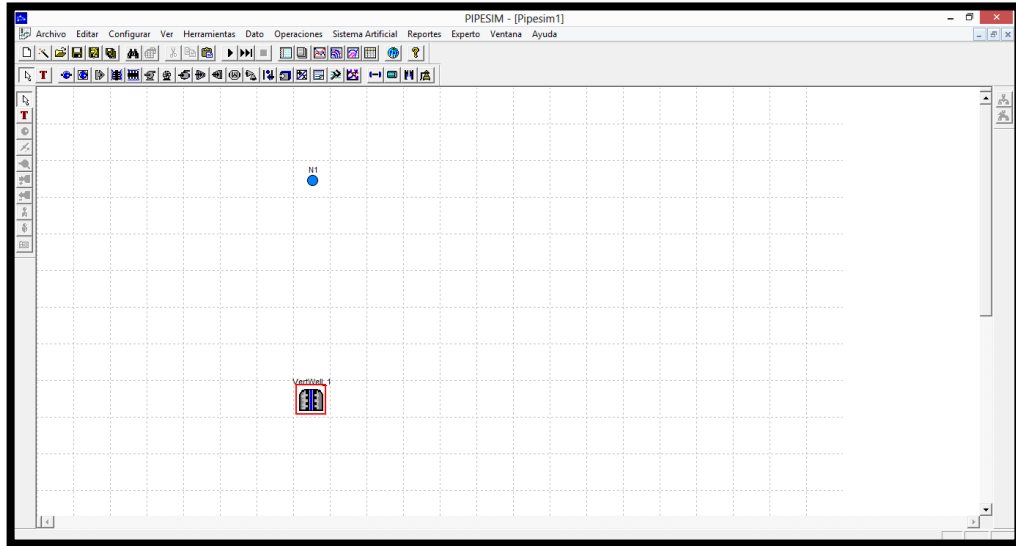 PIPESIM - [Pipesim1]
Archivo Editar Configurar Ver Herramientas Dato Operaciones Sistema Artificial Reportes Experto Ventana Ayuda
T
T
N1
VertWell_1